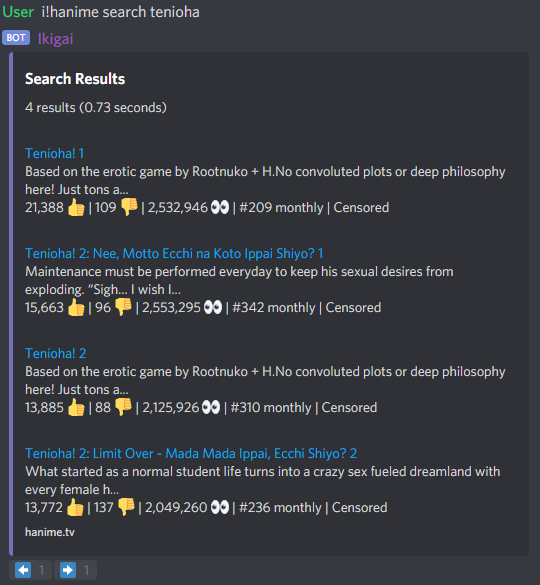 User i!hanime search tenioha
BOT Ikigai
Search Results
4 results (0.73 seconds)
Tenioha! 1
Based on the erotic game by Rootnuko + H.No convoluted plots or deep philosophy
here! Just tons a...
21,388 👍 | 109 👎 | 2,532,946 👀 | #209 monthly | Censored
Tenioha! 2: Nee, Motto Ecchi na Koto Ippai Shiyo? 1
Maintenance must be performed everyday to keep his sexual desires from
exploding. “Sigh... I wish I...
15,663 👍 | 96 👎 | 2,553,295 👀 | #342 monthly | Censored
Tenioha! 2
Based on the erotic game by Rootnuko + H.No convoluted plots or deep philosophy
here! Just tons a...
13,885 👍 | 88 👎 | 2,125,926 👀 | #310 monthly | Censored
Tenioha! 2: Limit Over - Mada Mada Ippai, Ecchi Shiyo? 2
What started as a normal student life turns into a crazy sex fueled dreamland with
every female h...
13,772 👍 | 137 👎 | 2,049,260 👀 | #236 monthly | Censored
hanime.tv
⬅️ 1 ➡️ 1